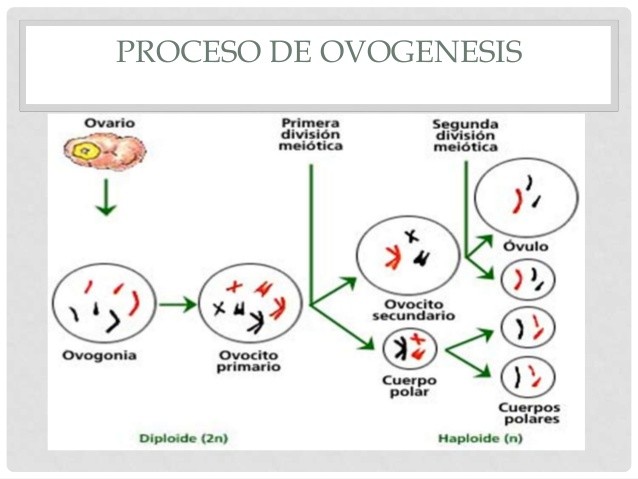 PROCESO DE OVOGENESIS
Ovario
Primera
división
meiótica
Segunda
división
meiótica
Óvulo
Ovogonia
Ovocito
primario
Ovocito
secundario
Cuerpo
polar
Cuerpos
polares
Diploide (2n)
Haploide (n)